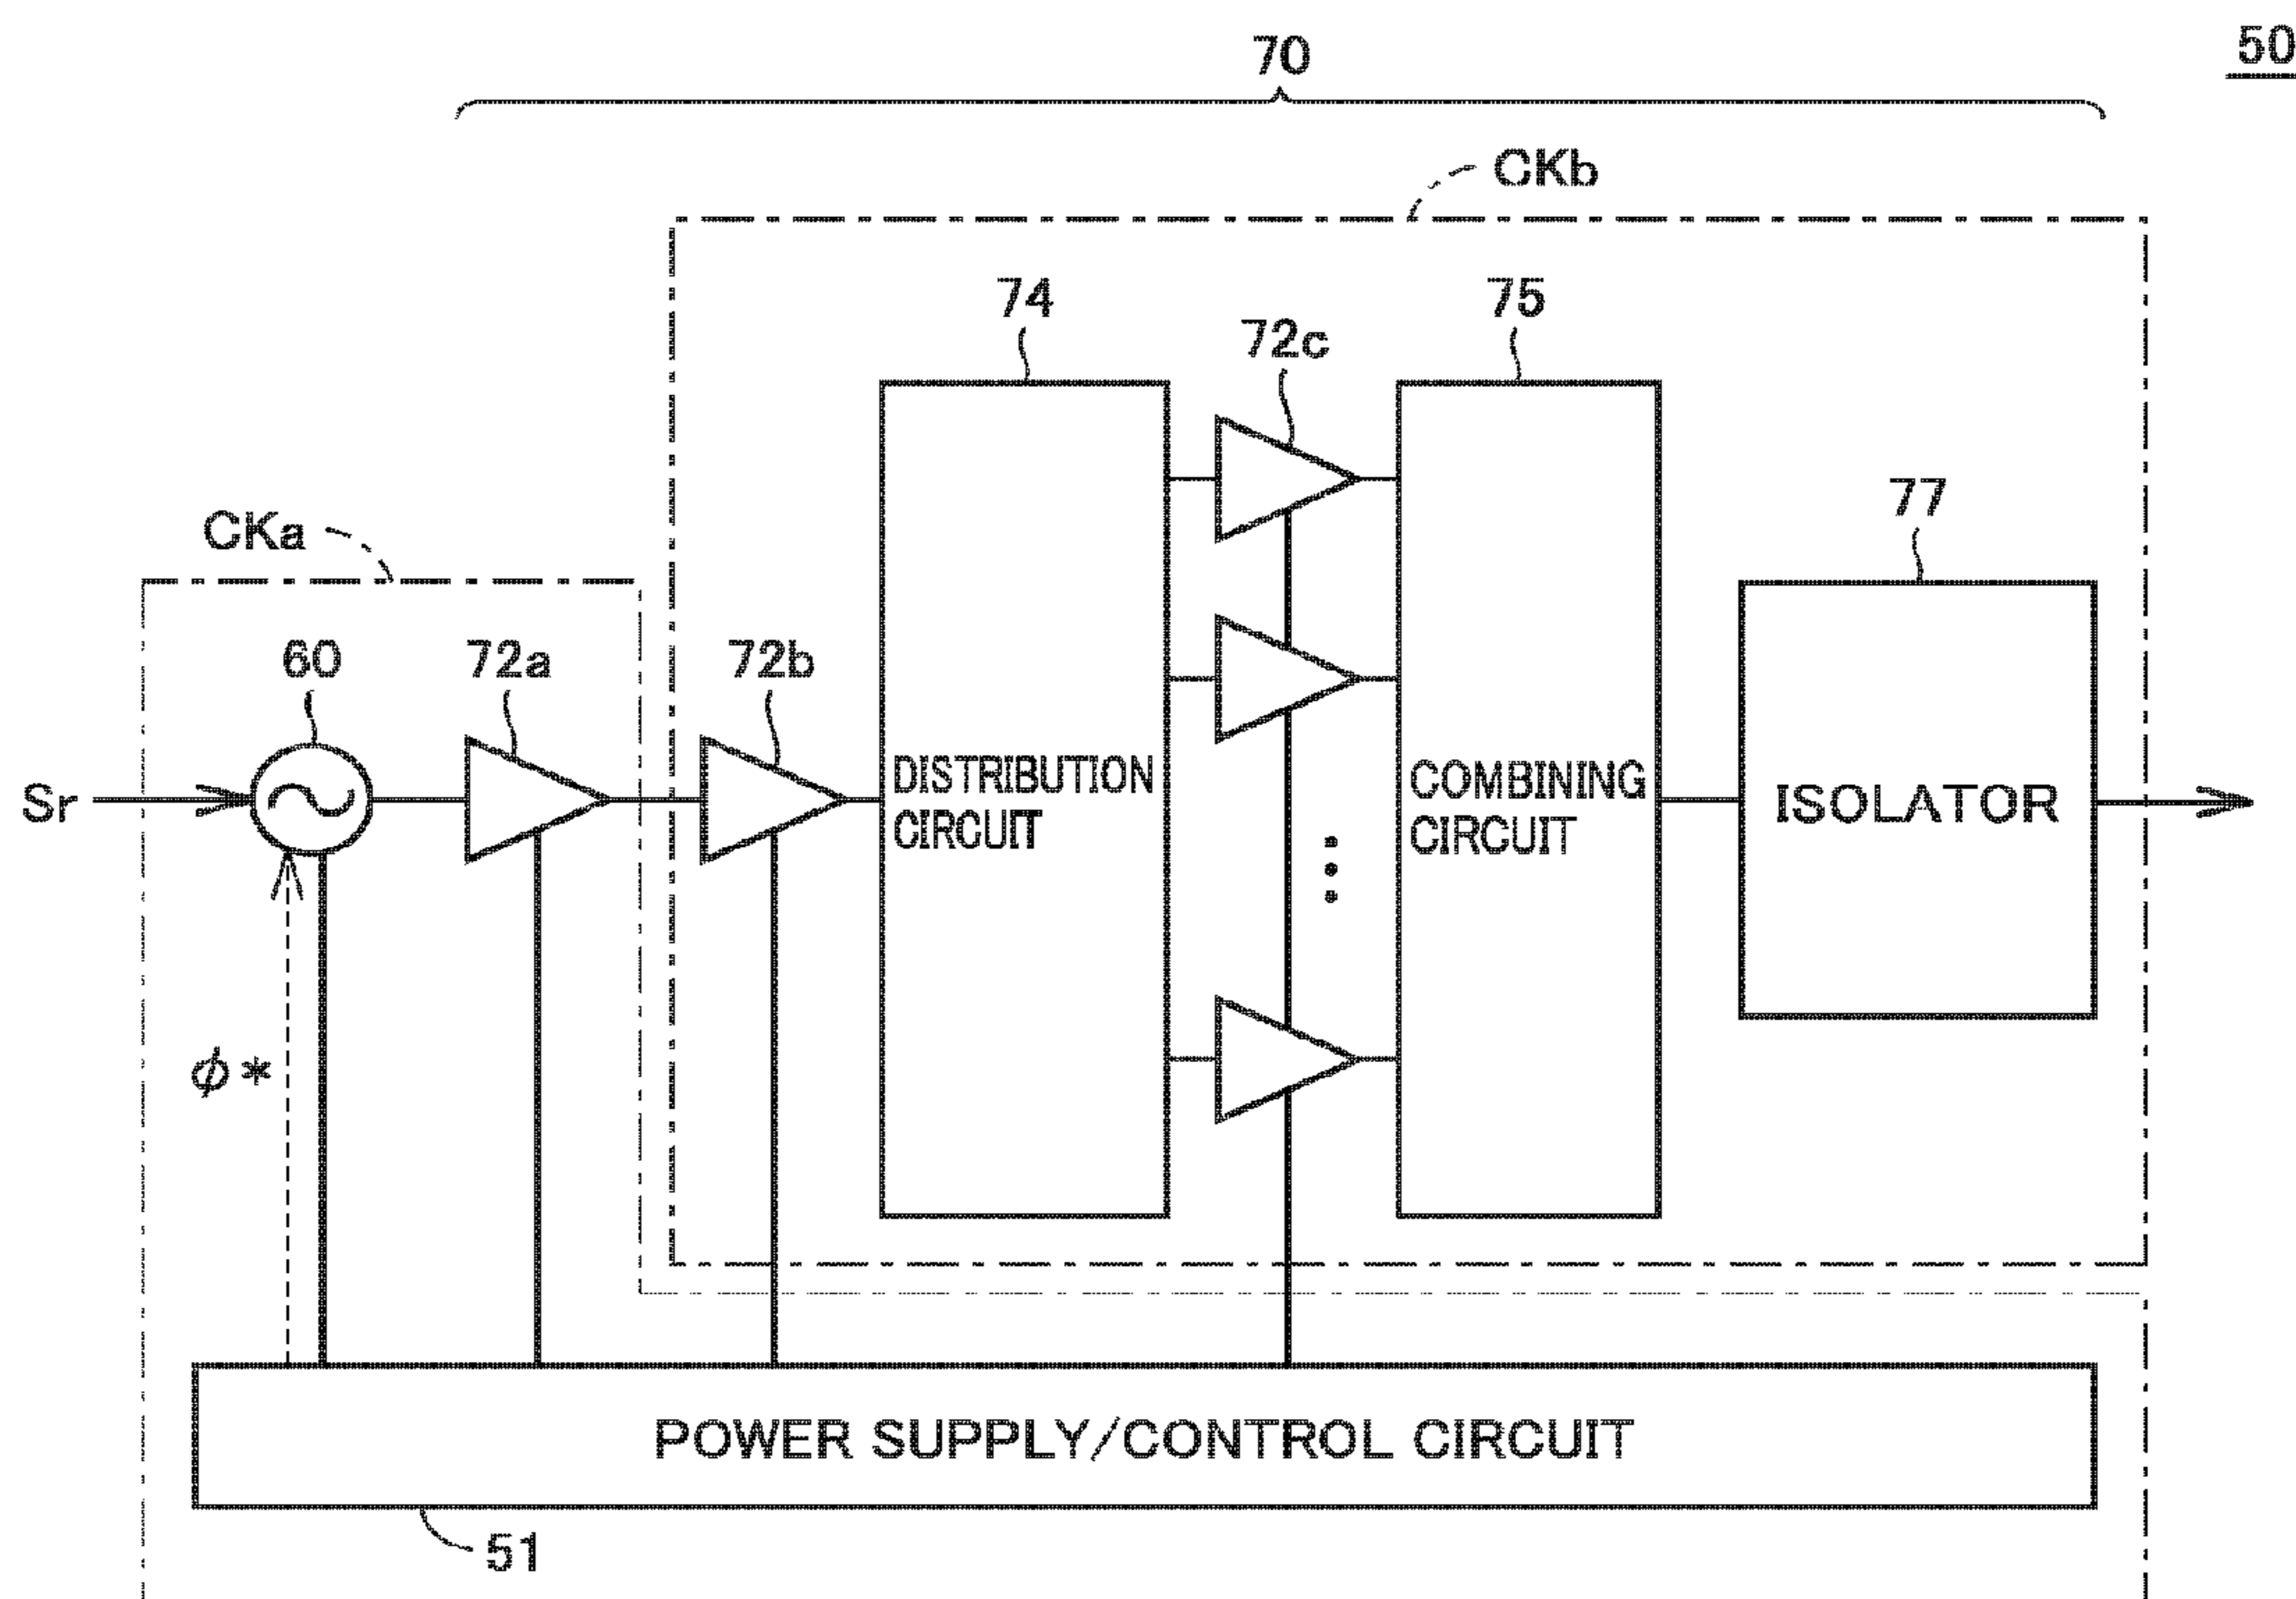 70
50
CKb
74
75
72c
77
CKa
60
72a
72b
DISTRIBUTION
CIRCUIT
COMBINING
CIRCUIT
ISOLATOR
Sr
ϕ*
POWER SUPPLY/CONTROL CIRCUIT
51